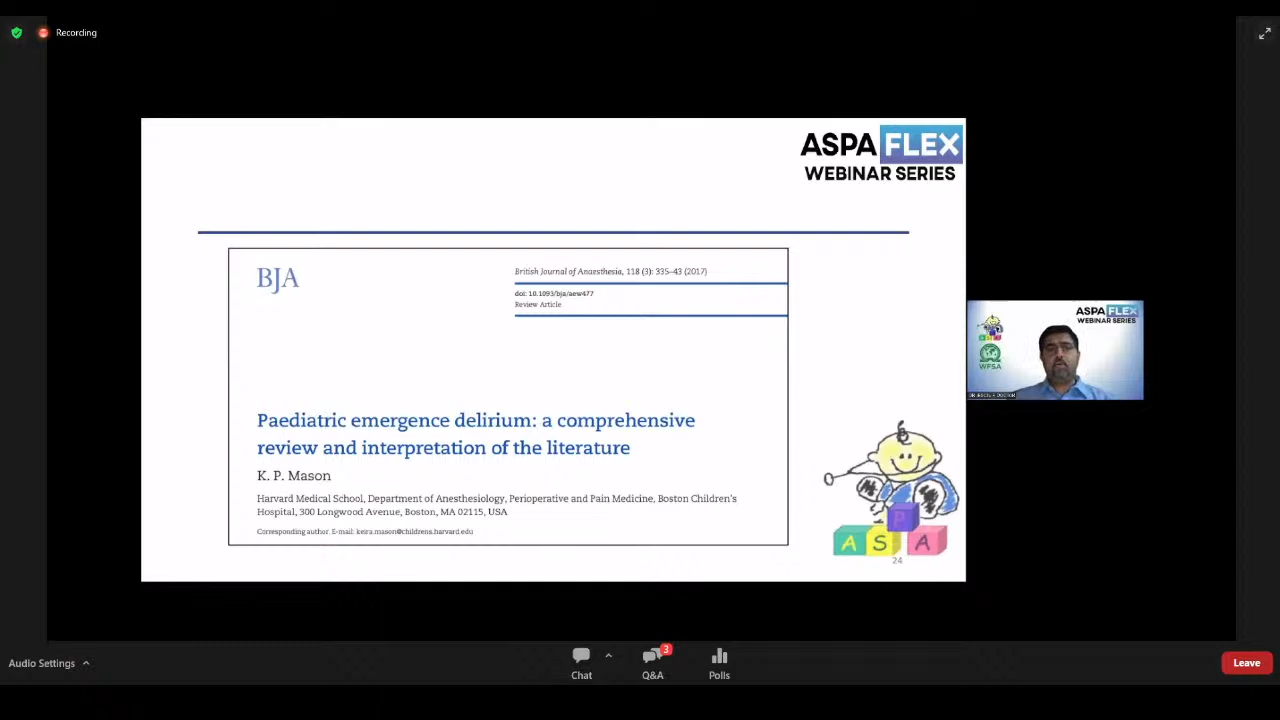 Recording
ASPA FLEX
WEBINAR SERIES
BJA
British Journal of Anaesthesia, 118 (3): 335–43 (2017)
doi: 10.1093/bja/aew477
Review Article
Paediatric emergence delirium: a comprehensive
review and interpretation of the literature
K. P. Mason
Harvard Medical School, Department of Anesthesiology, Perioperative and Pain Medicine, Boston Children's
Hospital, 300 Longwood Avenue, Boston, MA 02115, USA
Corresponding author. E-mail: keira.mason@childrens.harvard.edu
P
A S A
24
ASPA FLEX
WEBINAR SERIES
WFSA
Audio Settings
Chat
3
Q&A
Polls
Leave